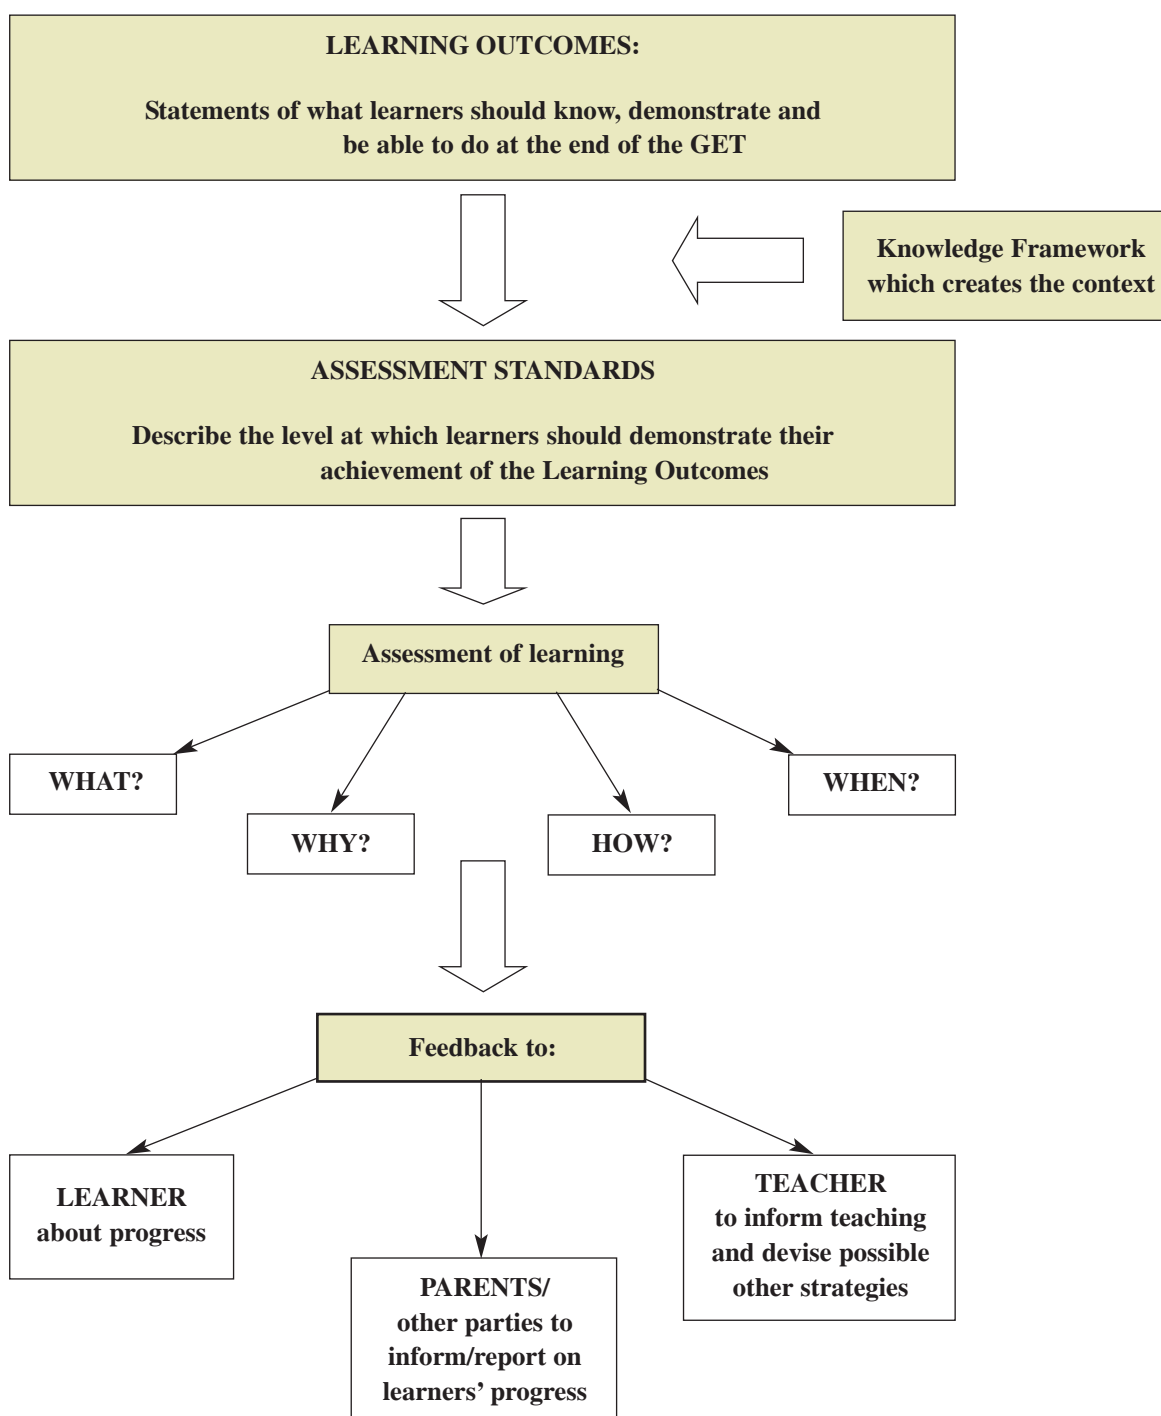 LEARNING OUTCOMES:
Statements of what learners should know, demonstrate and
be able to do at the end of the GET
Knowledge Framework
which creates the context
ASSESSMENT STANDARDS
Describe the level at which learners should demonstrate their
achievement of the Learning Outcomes
Assessment of learning
WHAT?
WHY?
HOW?
WHEN?
Feedback to:
LEARNER
about progress
PARENTS/
other parties to
inform/report on
learners’ progress
TEACHER
to inform teaching
and devise possible
other strategies